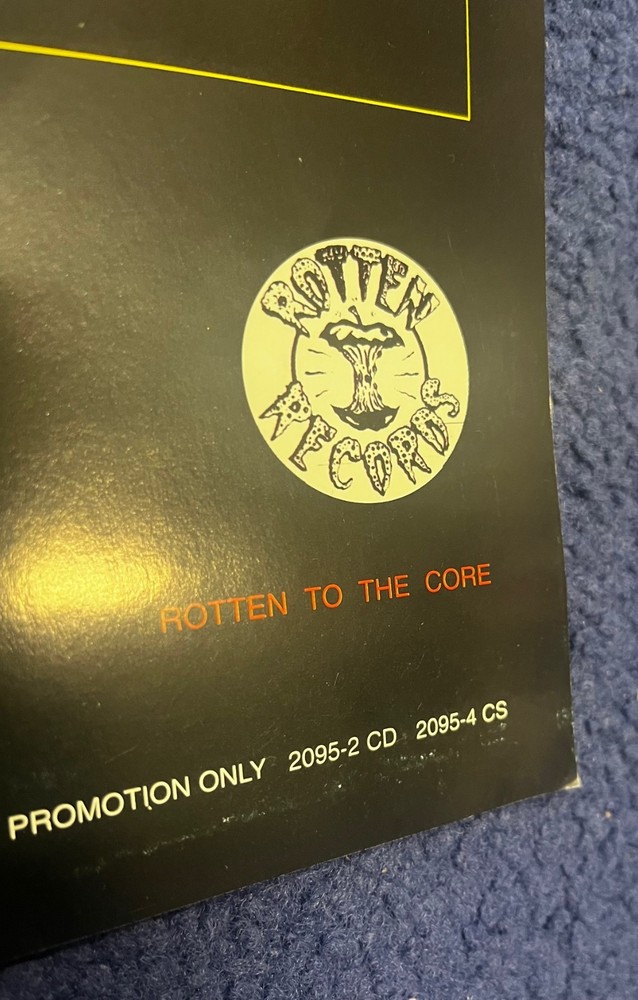 ROTTEN
RECORDS
ROTTEN TO THE CORE
PROMOTION ONLY 2095-2 CD 2095-4 CS